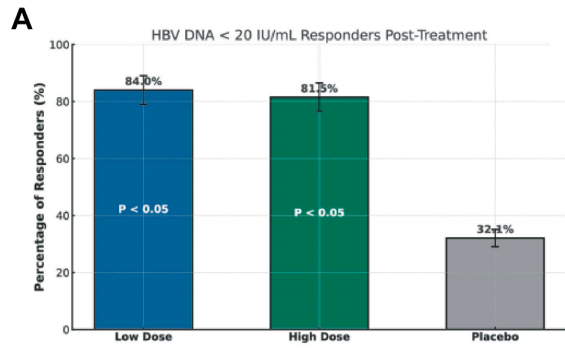 A
HBV DNA < 20 IU/mL Responders Post-Treatment
Percentage of Responders (%)
100
80
60
40
20
0
84.0%
81.5%
32.1%
P < 0.05
P < 0.05
Low Dose
High Dose
Placebo